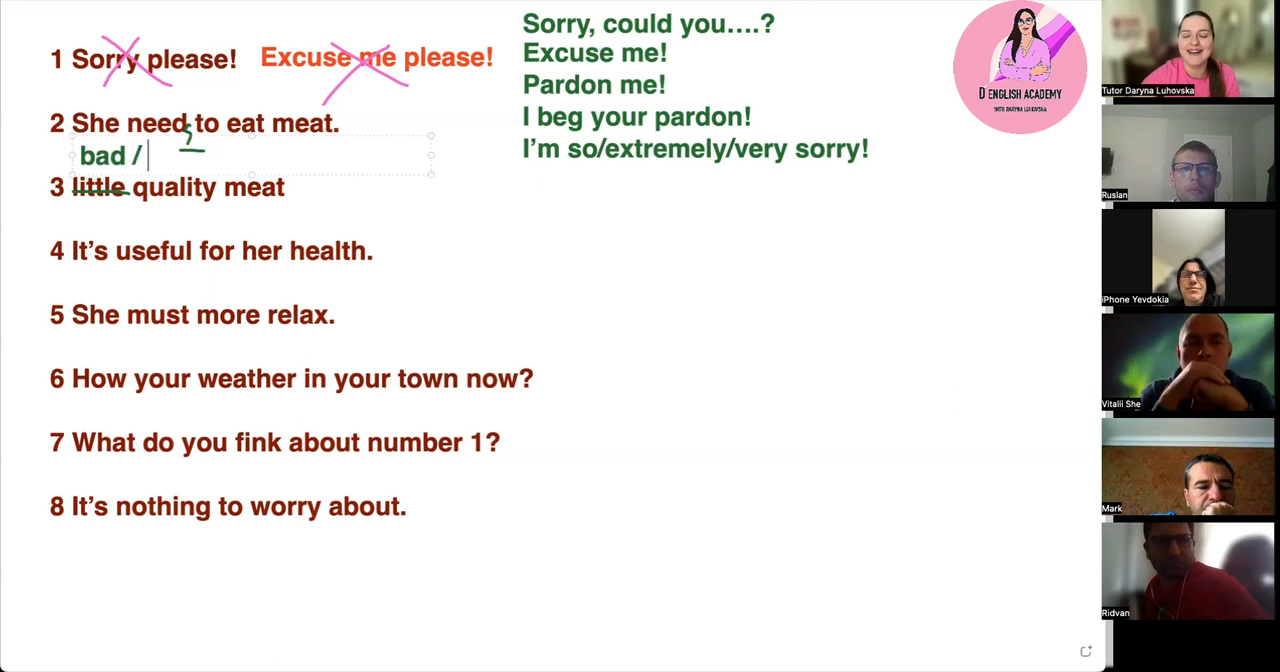 1 Sorry please! Excuse me please!
Sorry, could you....?
Excuse me!
Pardon me!
I beg your pardon!
I'm so/extremely/very sorry!
2 She need to eat meat.
s
bad /
3 little quality meat
4 It's useful for her health.
5 She must more relax.
6 How your weather in your town now?
7 What do you fink about number 1?
8 It's nothing to worry about.
D ENGLISH ACADEMY
WITH DARYNA LUHOVSKA
Tutor Daryna Luhovska
Ruslan
iPhone Yevdokia
Vitalii She
Mark
Ridvan